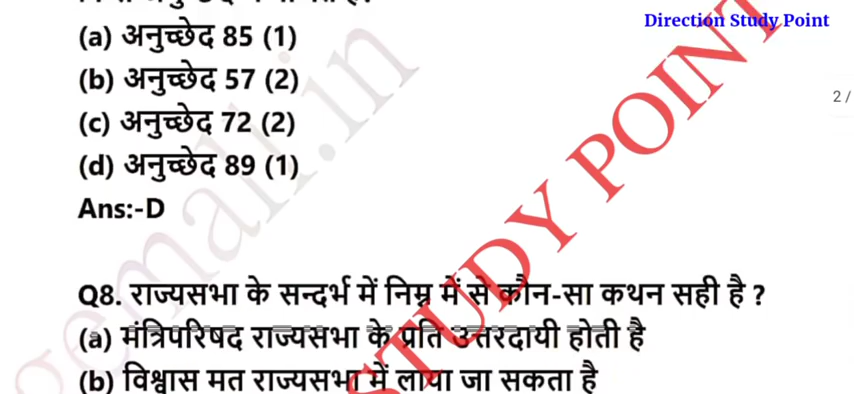 Direction Study Point
(a) अनुच्छेद 85 (1)
(b) अनुच्छेद 57 (2)
2 /
(c) अनुच्छेद 72 (2)
(d) अनुच्छेद 89 (1)
Ans:-D
Q8. राज्यसभा के सन्दर्भ में निम्न में से कौन-सा कथन सही है ?
(a) मंत्रिपरिषद राज्यसभा के प्रति उत्तरदायी होती है
(b) विश्वास मत राज्यसभा में लाया जा सकता है
STUDY POINT